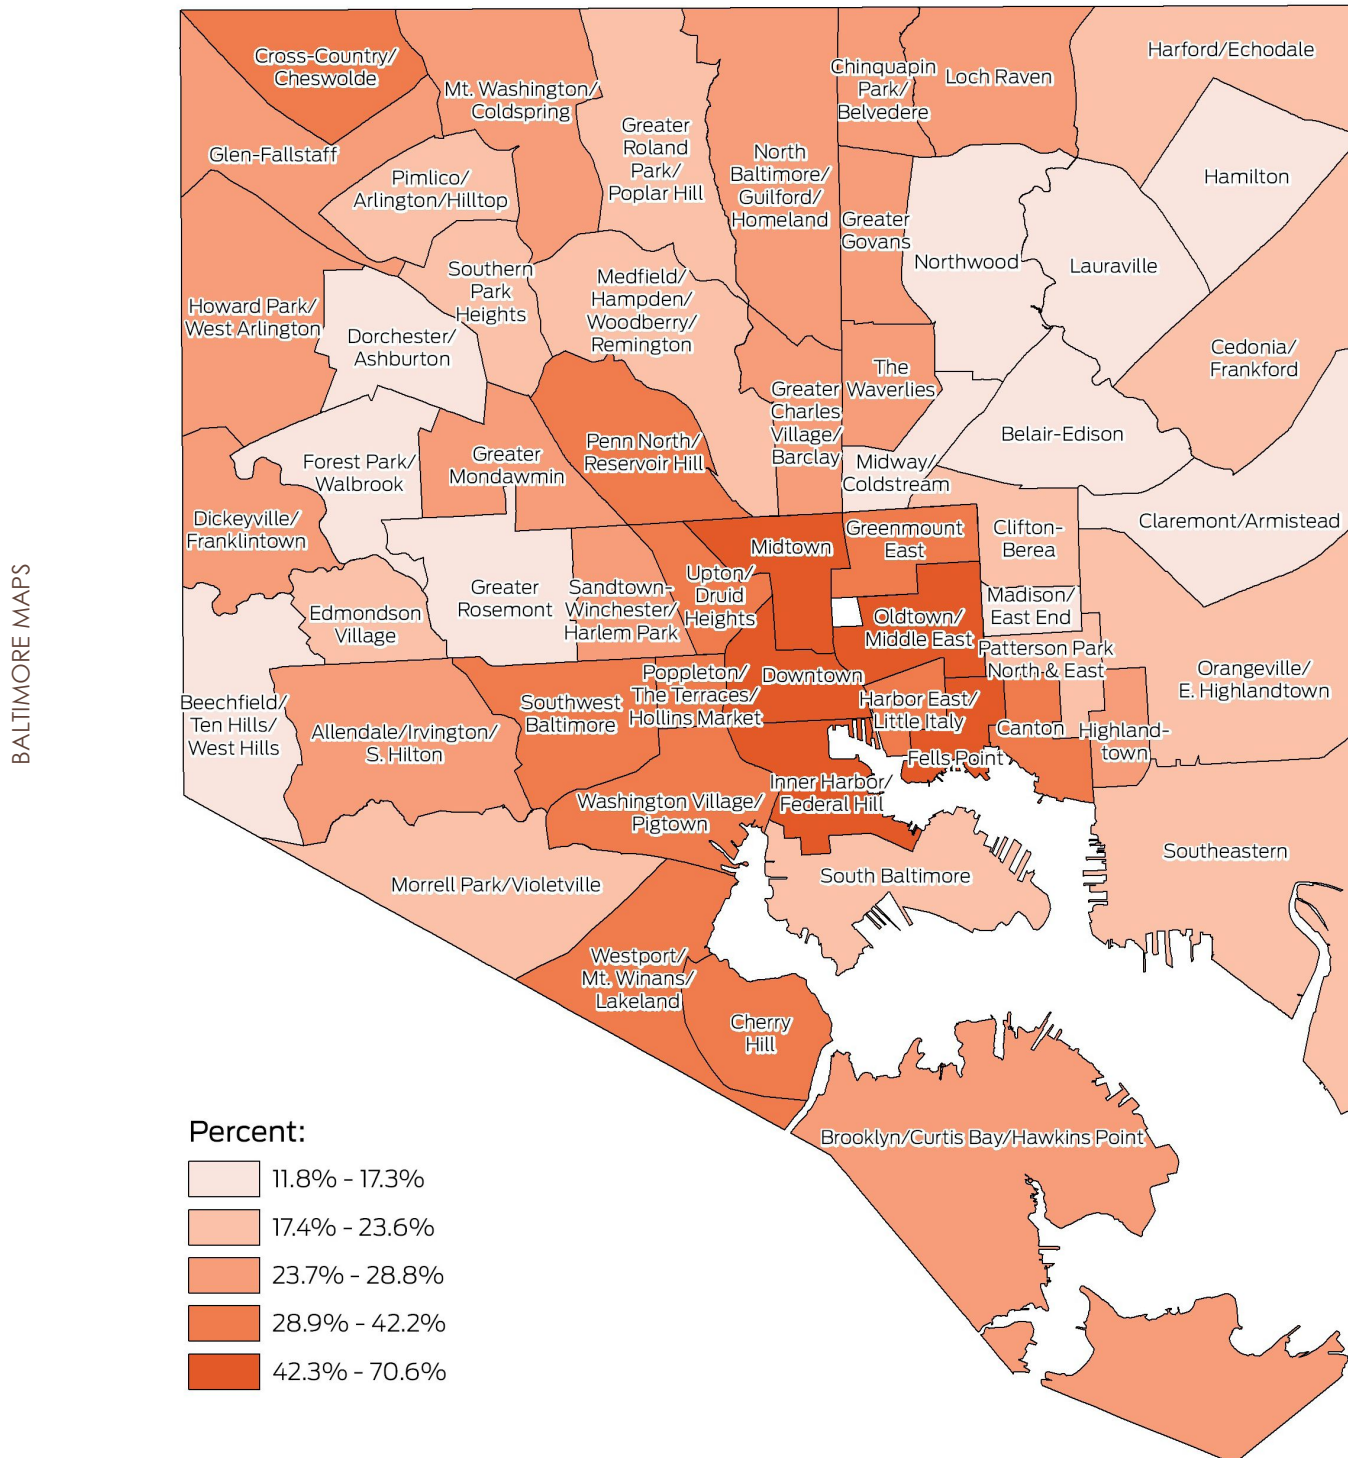 BALTIMORE MAPS
Cross-Country/
Cheswolde
Mt. Washington/
Coldspring
Greater
Roland
Park/
Poplar Hill
North
Baltimore/
Guilford/
Homeland
Chinquapin
Park/
Belvedere
Loch Raven
Harford/Echodale
Glen-Fallstaff
Pimlico/
Arlington/Hilltop
Hamilton
Greater
Govans
Northwood
Lauraville
Southern
Park
Heights
Medfield/
Hampden/
Woodberry/
Remington
Howard Park/
West Arlington
Dorchester/
Ashburton
Cedonia/
Frankford
The
Waverlies
Greater
Charles
Village/
Barclay
Penn North/
Reservoir Hill
Belair-Edison
Forest Park/
Walbrook
Greater
Mondawmin
Midway/
Coldstream
Dickeyville/
Franklintown
Claremont/Armistead
Midtown
Greenmount
East
Clifton-
Berea
Upton/
Druid
Heights
Greater
Rosemont
Sandtown-
Winchester/
Harlem Park
Edmondson
Village
Oldtown/
Middle East
Madison/
East End
Patterson Park
North & East
Orangeville/
E. Highlandtown
Beechfield/
Ten Hills/
West Hills
Allendale/Irvington/
S. Hilton
Southwest
Baltimore
Poppleton/
The Terraces/
Hollins Market
Downtown
Harbor East/
Little Italy
Canton
Highland-
town
Fells Point
Inner Harbor/
Federal Hill
Washington Village/
Pigtown
Southeastern
Morrell Park/Violetville
South Baltimore
Westport/
Mt. Winans/
Lakeland
Cherry
Hill
Brooklyn/Curtis Bay/Hawkins Point
Percent:
11.8% - 17.3%
17.4% - 23.6%
23.7% - 28.8%
28.9% - 42.2%
42.3% - 70.6%